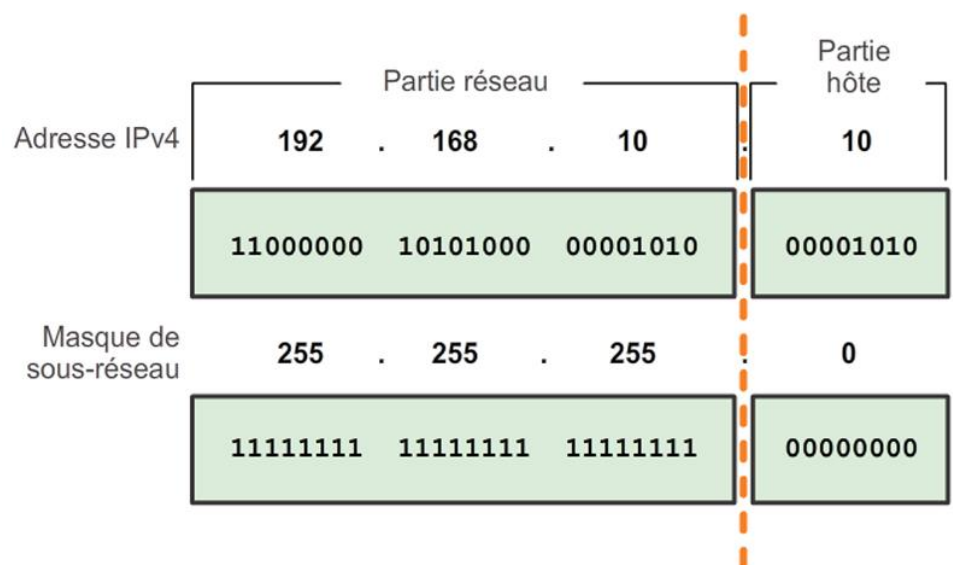 Partie réseau
Partie
hôte
Adresse IPv4
192 . 168 . 10 . 10
11000000 10101000 00001010 00001010
Masque de
sous-réseau
255 . 255 . 255 . 0
11111111 11111111 11111111 00000000